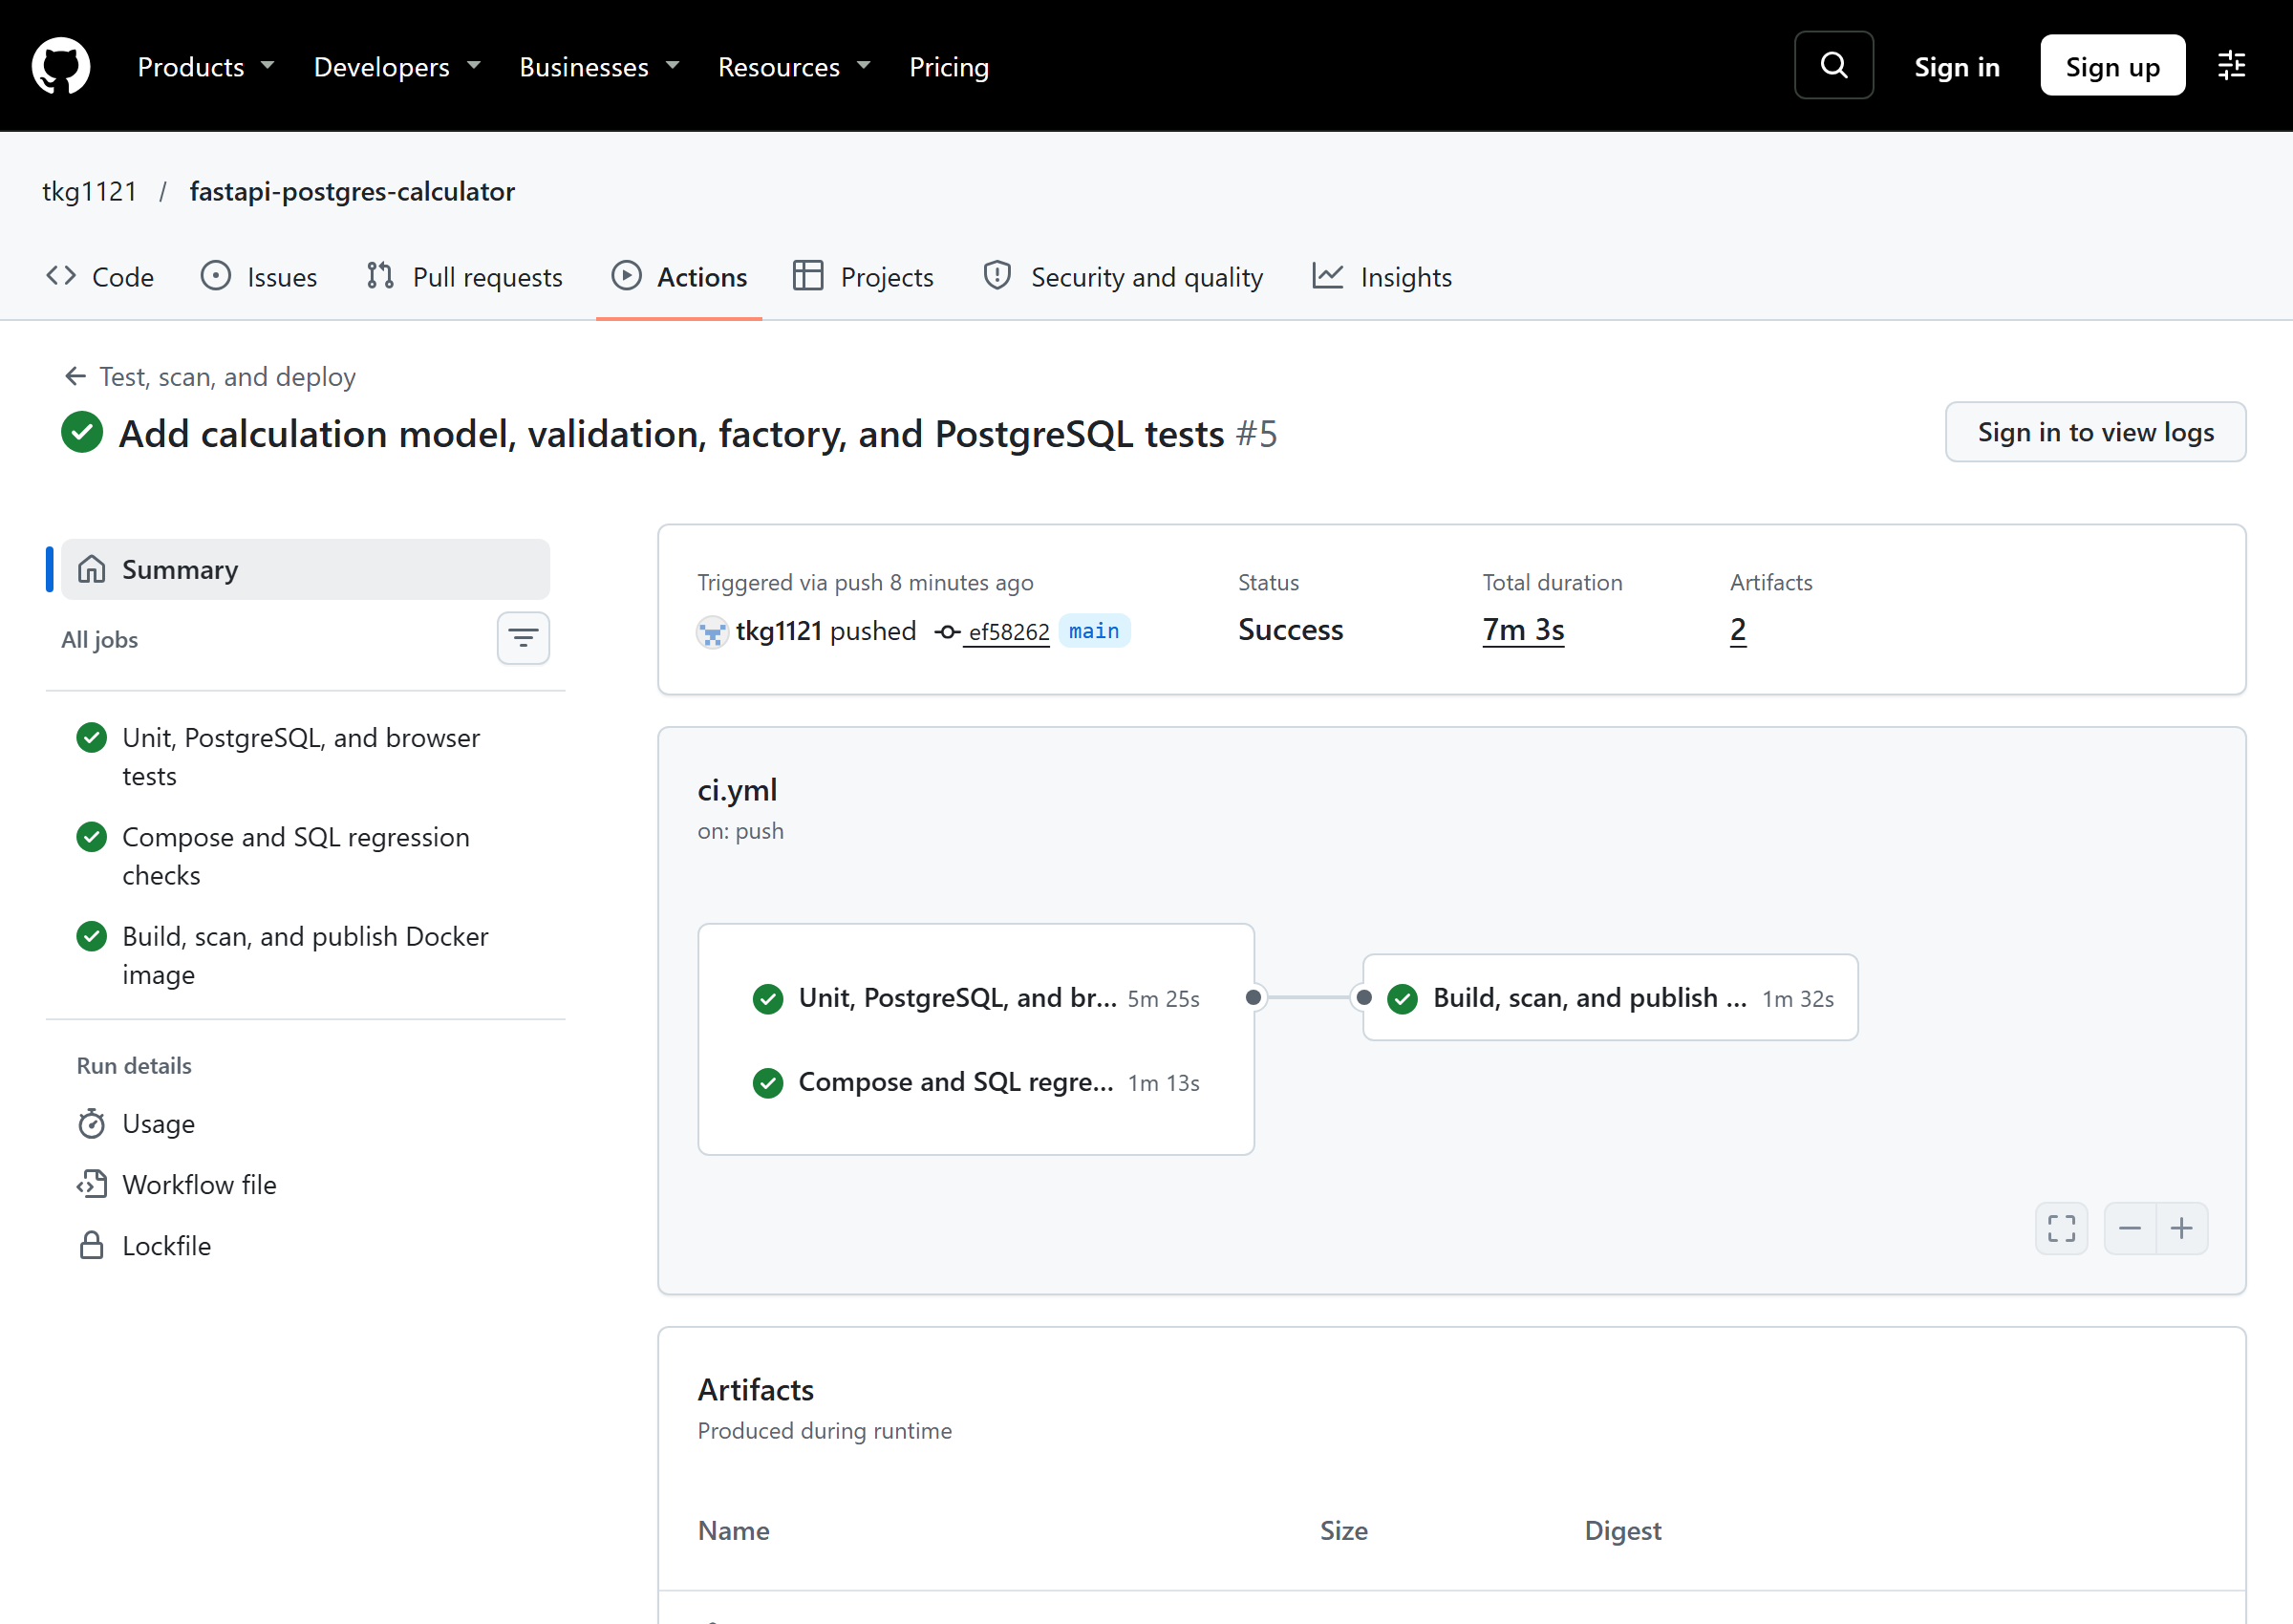 Products Developers Businesses Resources Pricing Sign in Sign up
tkg1121 / fastapi-postgres-calculator
Code Issues Pull requests Actions Projects Security and quality Insights
Test, scan, and deploy
Add calculation model, validation, factory, and PostgreSQL tests #5
Sign in to view logs
Summary
All jobs
Unit, PostgreSQL, and browser
tests
Compose and SQL regression
checks
Build, scan, and publish Docker
image
Run details
Usage
Workflow file
Lockfile
Triggered via push 8 minutes ago
tkg1121 pushed ef58262 main
Status
Success
Total duration
7m 3s
Artifacts
2
ci.yml
on: push
Unit, PostgreSQL, and br... 5m 25s
Compose and SQL regre... 1m 13s
Build, scan, and publish ... 1m 32s
Artifacts
Produced during runtime
Name Size Digest